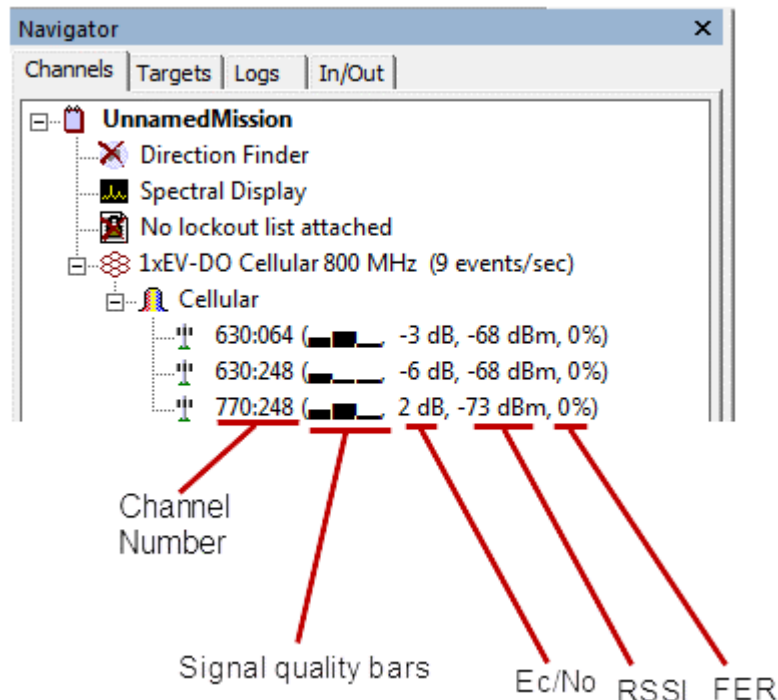 Navigator
Channels Targets Logs In/Out
UnnamedMission
Direction Finder
Spectral Display
No lockout list attached
1xEV-DO Cellular 800 MHz (9 events/sec)
Cellular
630:064 ( , -3 dB, -68 dBm, 0%)
630:248 ( , -6 dB, -68 dBm, 0%)
770:248 ( , 2 dB, -73 dBm, 0%)
Channel
Number
Signal quality bars
Ec/No RSSI FER